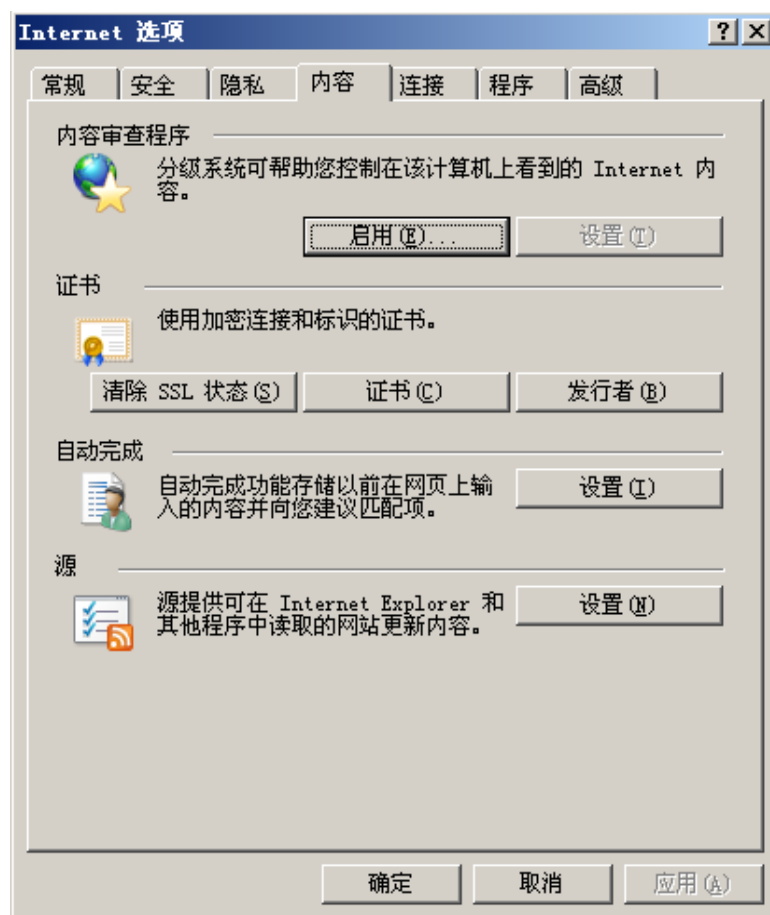 Internet 选项
常规 安全 隐私 内容 连接 程序 高级
内容审查程序
分级系统可帮助您控制在该计算机上看到的 Internet 内
容。
启用(E)... 设置(T)
证书
使用加密连接和标识的证书。
清除 SSL 状态(S) 证书(C) 发行者(B)
自动完成
自动完成功能存储以前在网页上输
入的内容并向您建议匹配项。
设置(I)
源
源提供可在 Internet Explorer 和
其他程序中读取的网站更新内容。
设置(N)
确定 取消 应用(A)